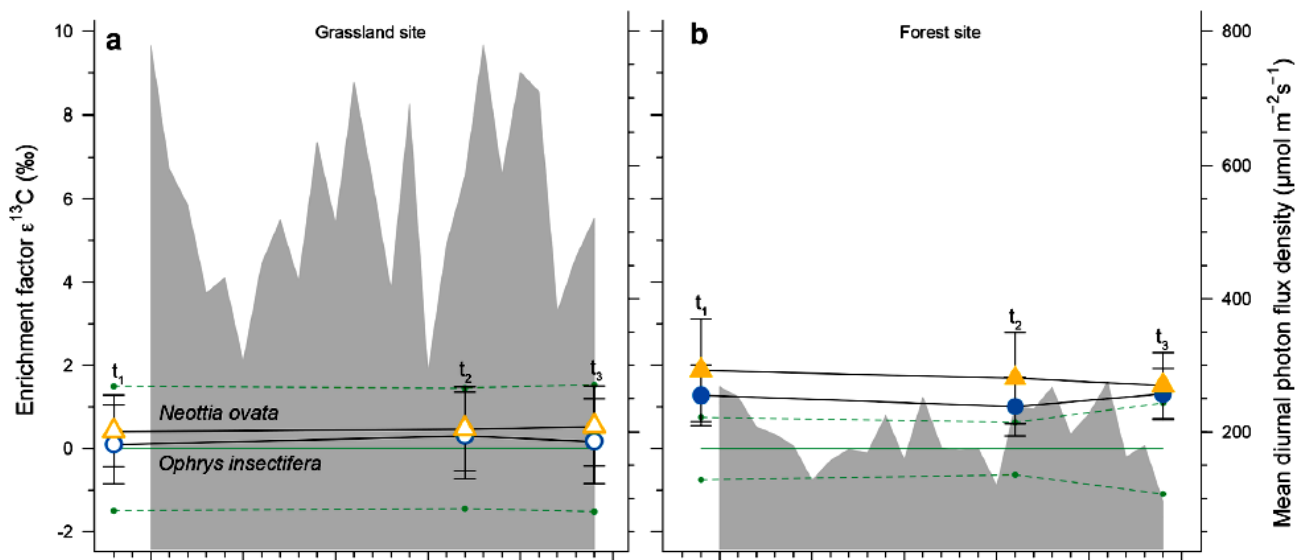 a
Grassland site
b
Forest site
Enrichment factor ε¹³C (‰)
10
8
6
4
2
0
-2
t₁
t₂
t₃
Neottia ovata
Ophrys insectifera
t₁
t₂
t₃
800
600
400
200
Mean diurnal photon flux density (µmol m⁻²s⁻¹)